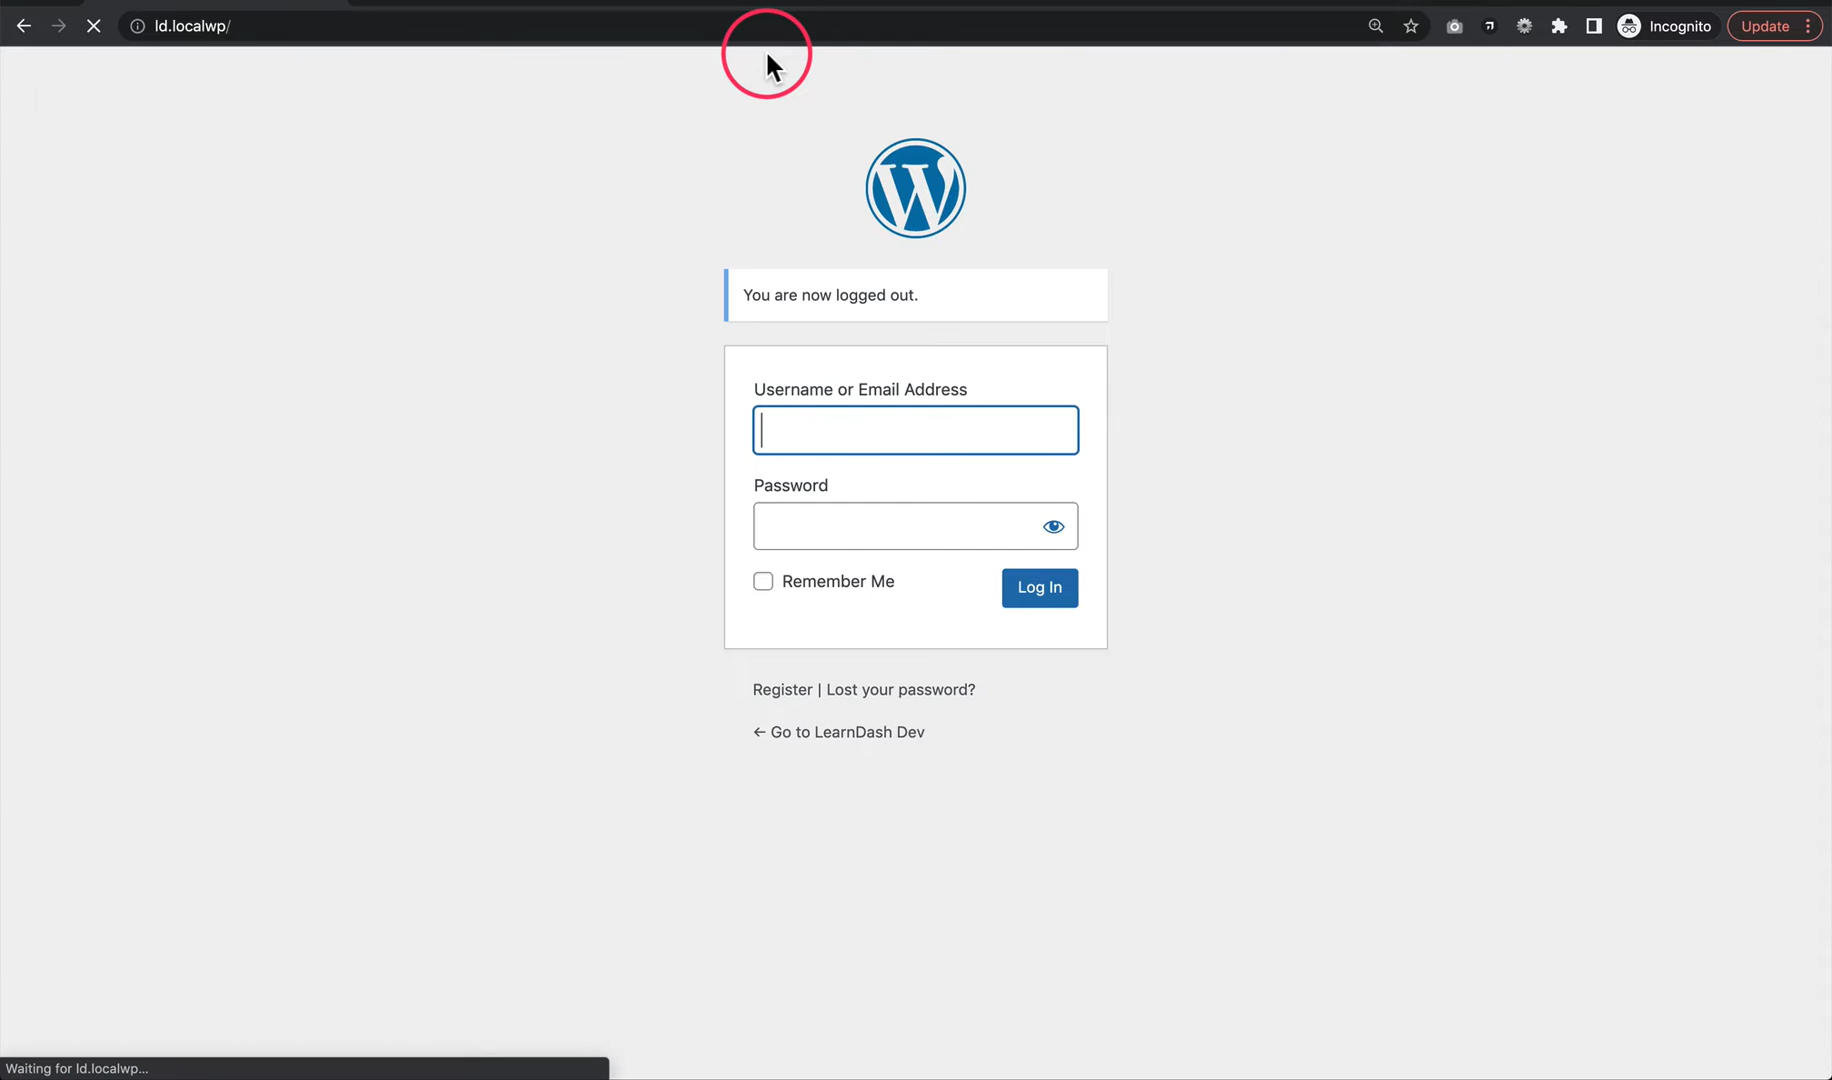 ld.localwp/
Incognito
Update
You are now logged out.
Username or Email Address
Password
Remember Me
Log In
Register | Lost your password?
← Go to LearnDash Dev
Waiting for ld.localwp...